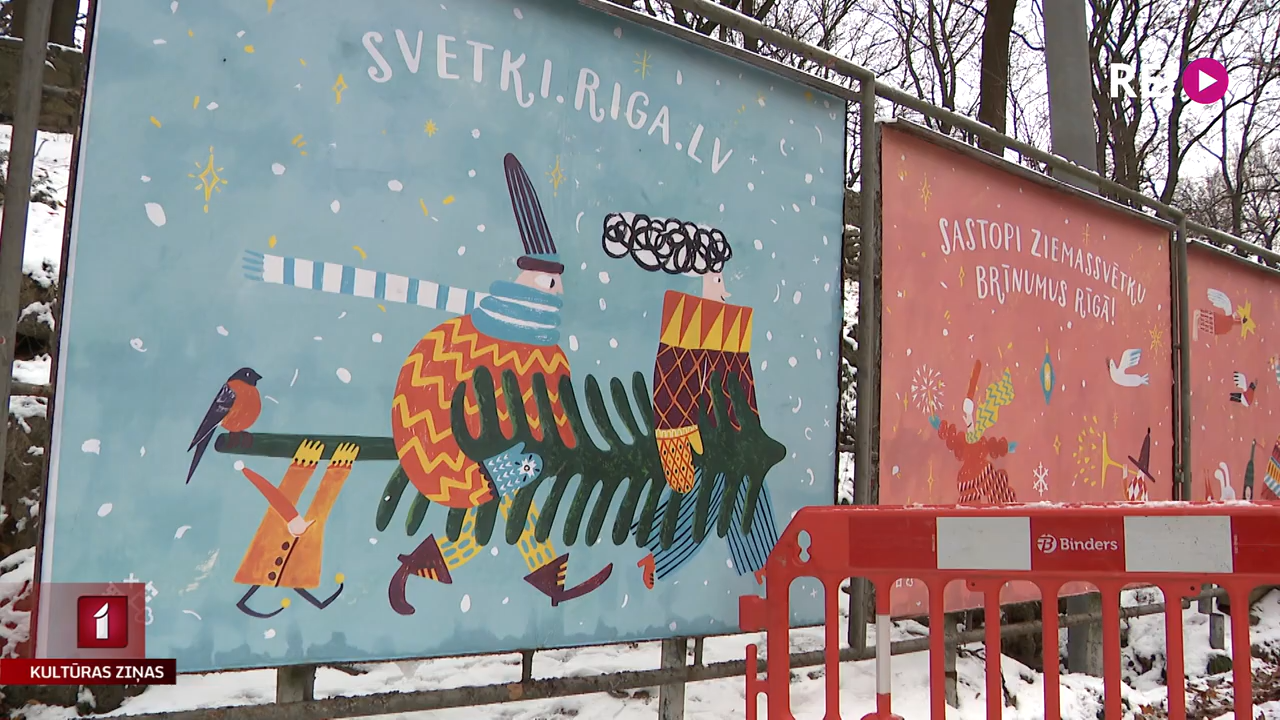 SVETKI.RIGA.LV
SASTOPI ZIEMASSVĒTKU
BRĪNUMUS RĪGĀ!
Binders
1
KULTŪRAS ZIŅAS